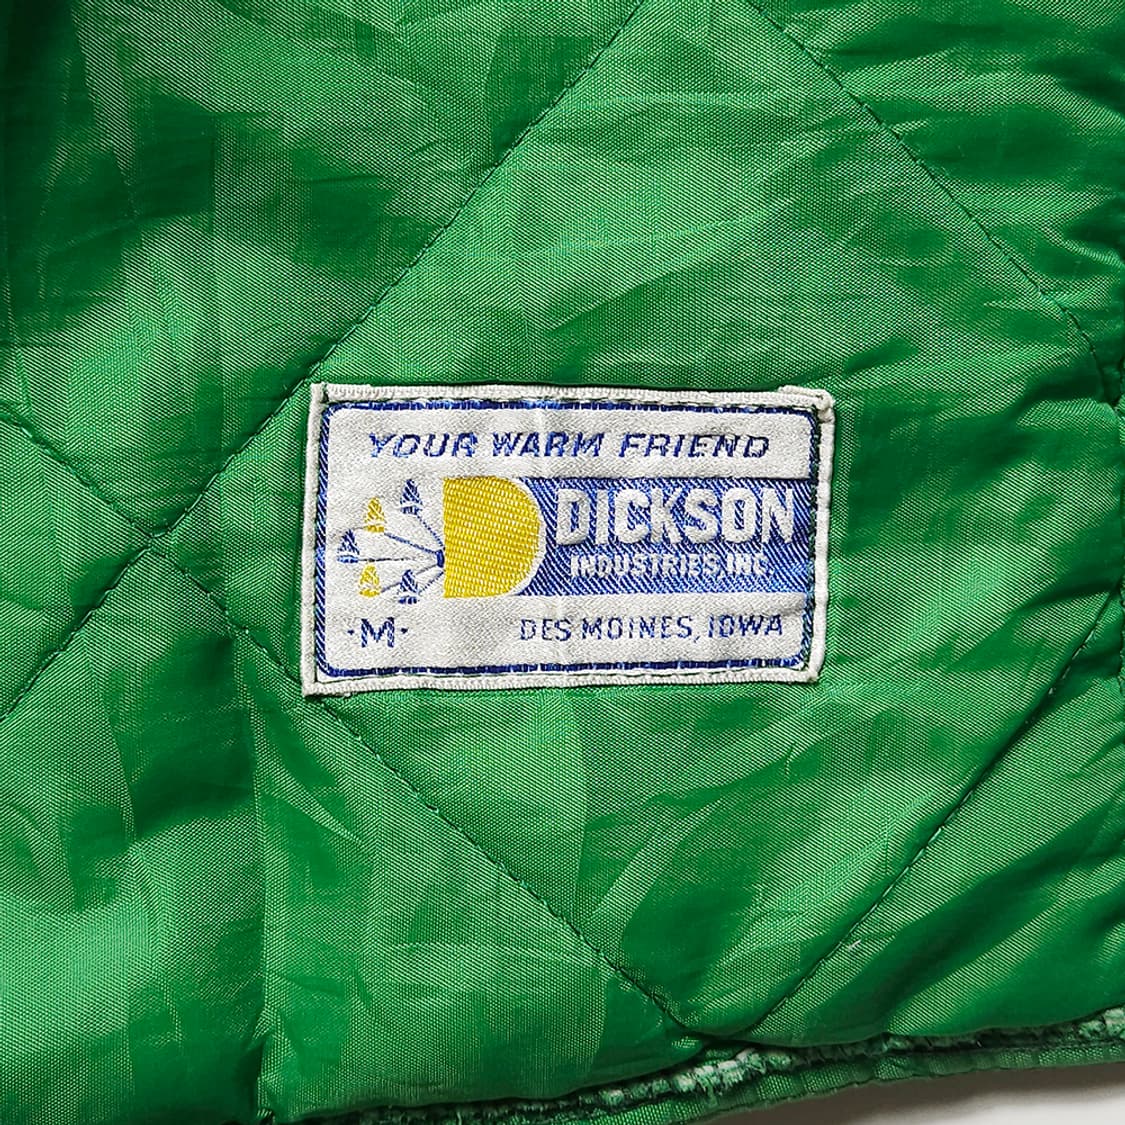 YOUR WARM FRIEND
DICKSON
INDUSTRIES, INC.
·M·
DES MOINES, IOWA